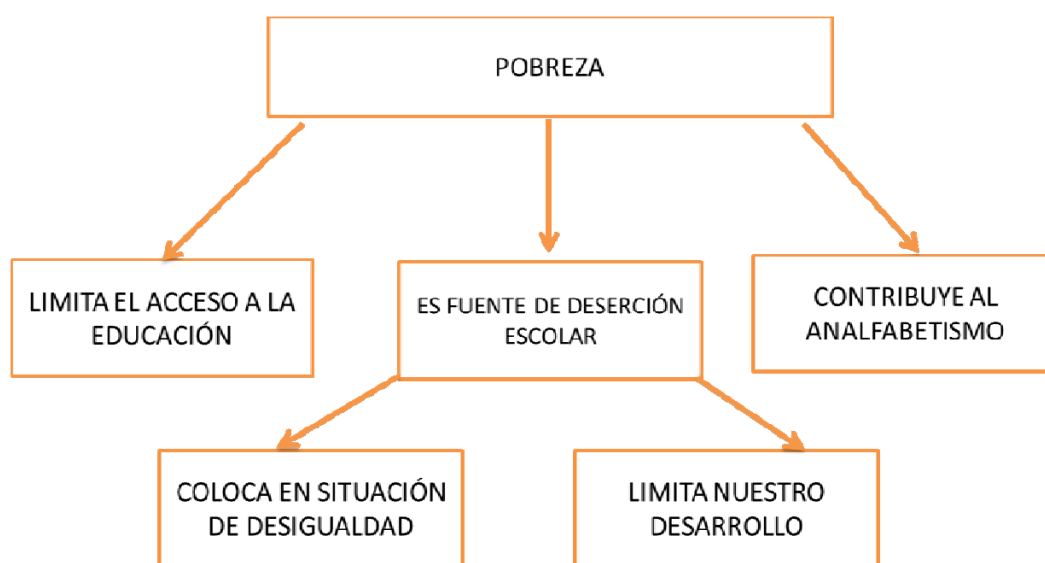 POBREZA
LIMITA EL ACCESO A LA
EDUCACIÓN
ES FUENTE DE DESERCIÓN
ESCOLAR
CONTRIBUYE AL
ANALFABETISMO
COLOCA EN SITUACIÓN
DE DESIGUALDAD
LIMITA NUESTRO
DESARROLLO